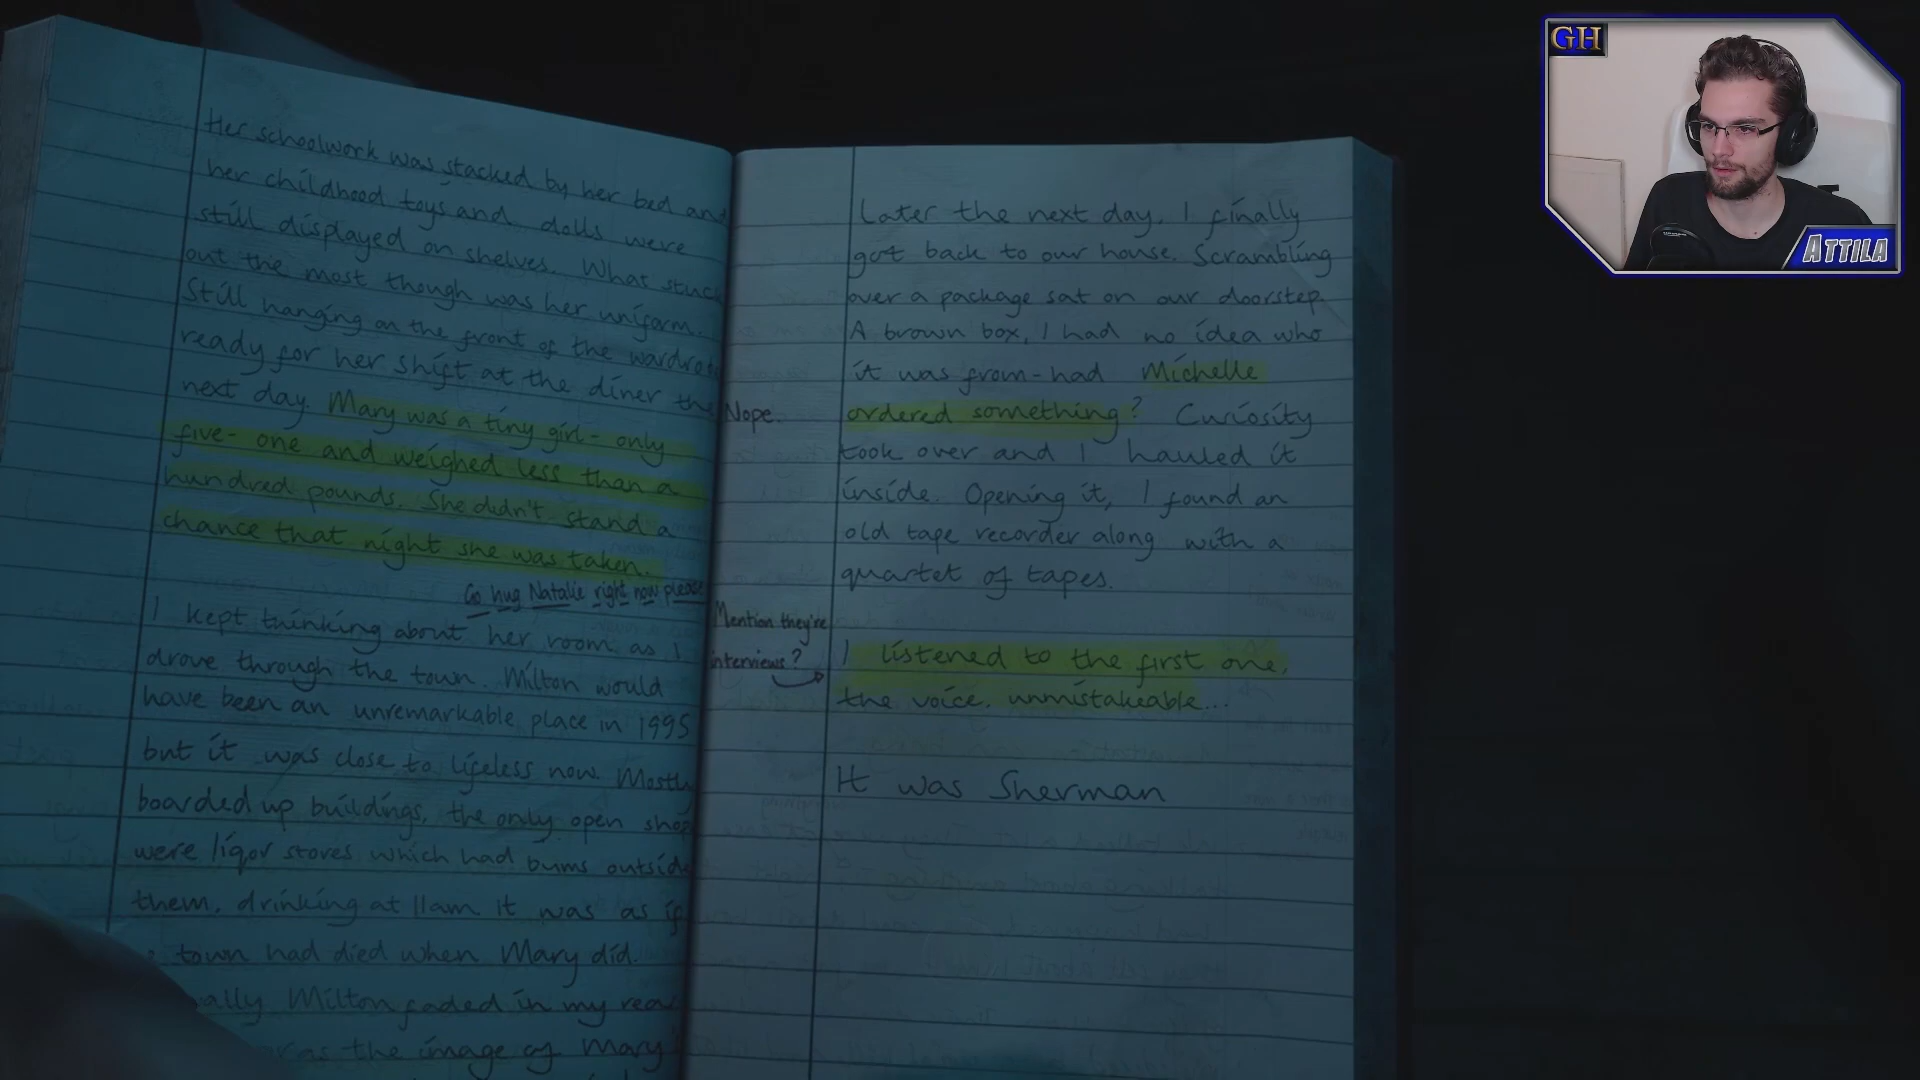 Her schoolwork was stacked by her bed and
her childhood toys and dolls were
still displayed on shelves. What stuck
out the most though was her uniform.
Still hanging on the front of the wardrobe
ready for her shift at the diner the
next day. Mary was a tiny girl - only
five-one and weighed less than a
hundred pounds. She didn't stand a
chance that night she was taken.
Go hug Natalie right now please
I kept thinking about her room as I
drove through the town. Milton would
have been an unremarkable place in 1995
but it was close to lifeless now. Mostly
boarded up buildings, the only open shops
were liqor stores which had bums outside
them, drinking at 11am it was as if
town had died when Mary did.
Milton faded in my rear
as the image of Mary
Later the next day, I finally
got back to our house. Scrambling
over a package sat on our doorstep.
A brown box, I had no idea who
it was from - had Michelle
Nope.
ordered something? Curiosity
took over and I hauled it
inside. Opening it, I found an
old tape recorder along with a
quartet of tapes.
Mention they're
interviews?
I listened to the first one,
the voice, unmistakeable...
It was Sherman
GH
ATTILA